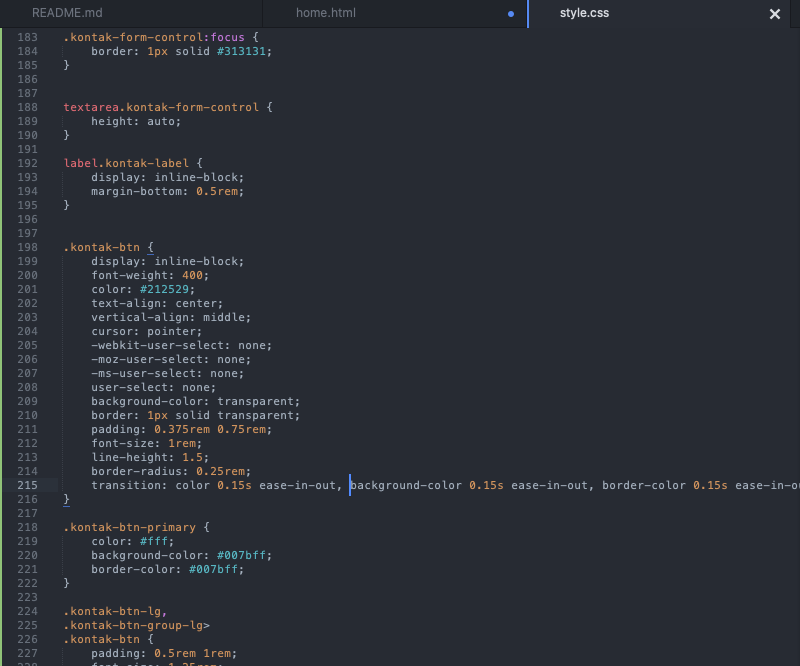 README.md home.html style.css
183 .kontak-form-control:focus {
184 border: 1px solid #313131;
185 }
186
187
188 textarea.kontak-form-control {
189 height: auto;
190 }
191
192 label.kontak-label {
193 display: inline-block;
194 margin-bottom: 0.5rem;
195 }
196
197
198 .kontak-btn {
199 display: inline-block;
200 font-weight: 400;
201 color: #212529;
202 text-align: center;
203 vertical-align: middle;
204 cursor: pointer;
205 -webkit-user-select: none;
206 -moz-user-select: none;
207 -ms-user-select: none;
208 user-select: none;
209 background-color: transparent;
210 border: 1px solid transparent;
211 padding: 0.375rem 0.75rem;
212 font-size: 1rem;
213 line-height: 1.5;
214 border-radius: 0.25rem;
215 transition: color 0.15s ease-in-out, background-color 0.15s ease-in-out, border-color 0.15s ease-in-ou
216 }
217
218 .kontak-btn-primary {
219 color: #fff;
220 background-color: #007bff;
221 border-color: #007bff;
222 }
223
224 .kontak-btn-lg,
225 .kontak-btn-group-lg>
226 .kontak-btn {
227 padding: 0.5rem 1rem;
228 font-size: 1.25rem;